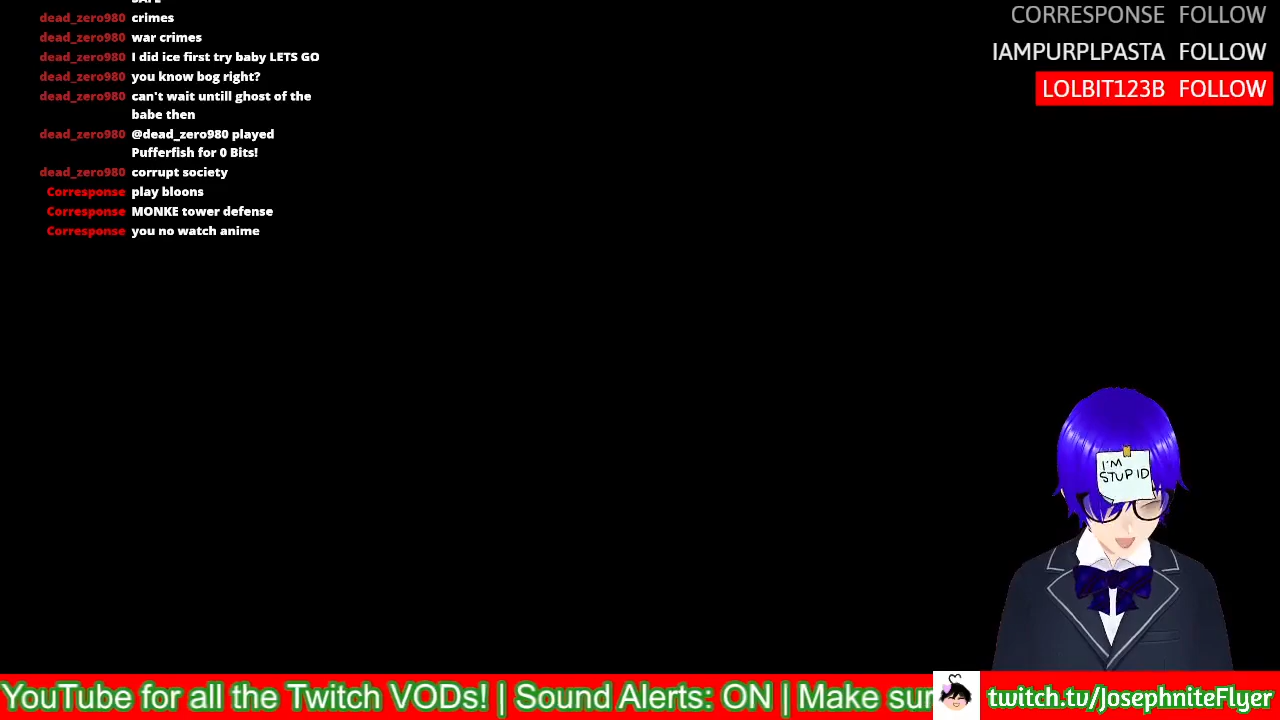 dead_zero980 crimes
dead_zero980 war crimes
dead_zero980 I did ice first try baby LETS GO
dead_zero980 you know bog right?
dead_zero980 can't wait untill ghost of the
babe then
dead_zero980 @dead_zero980 played
Pufferfish for 0 Bits!
dead_zero980 corrupt society
Corresponse play bloons
Corresponse MONKE tower defense
Corresponse you no watch anime
CORRESPONSE FOLLOW
IAMPURPLPASTA FOLLOW
LOLBIT123B FOLLOW
I'M
STUPID
YouTube for all the Twitch VODs! | Sound Alerts: ON | Make sur
twitch.tv/JosephniteFlyer